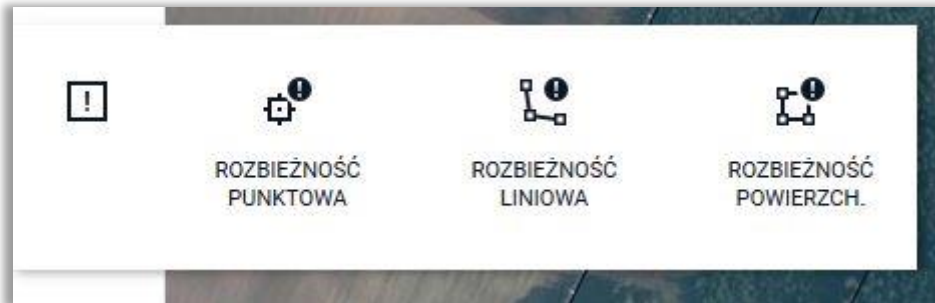 ROZBIEŻNOŚĆ
PUNKTOWA
ROZBIEŻNOŚĆ
LINIOWA
ROZBIEŻNOŚĆ
POWIERZCH.